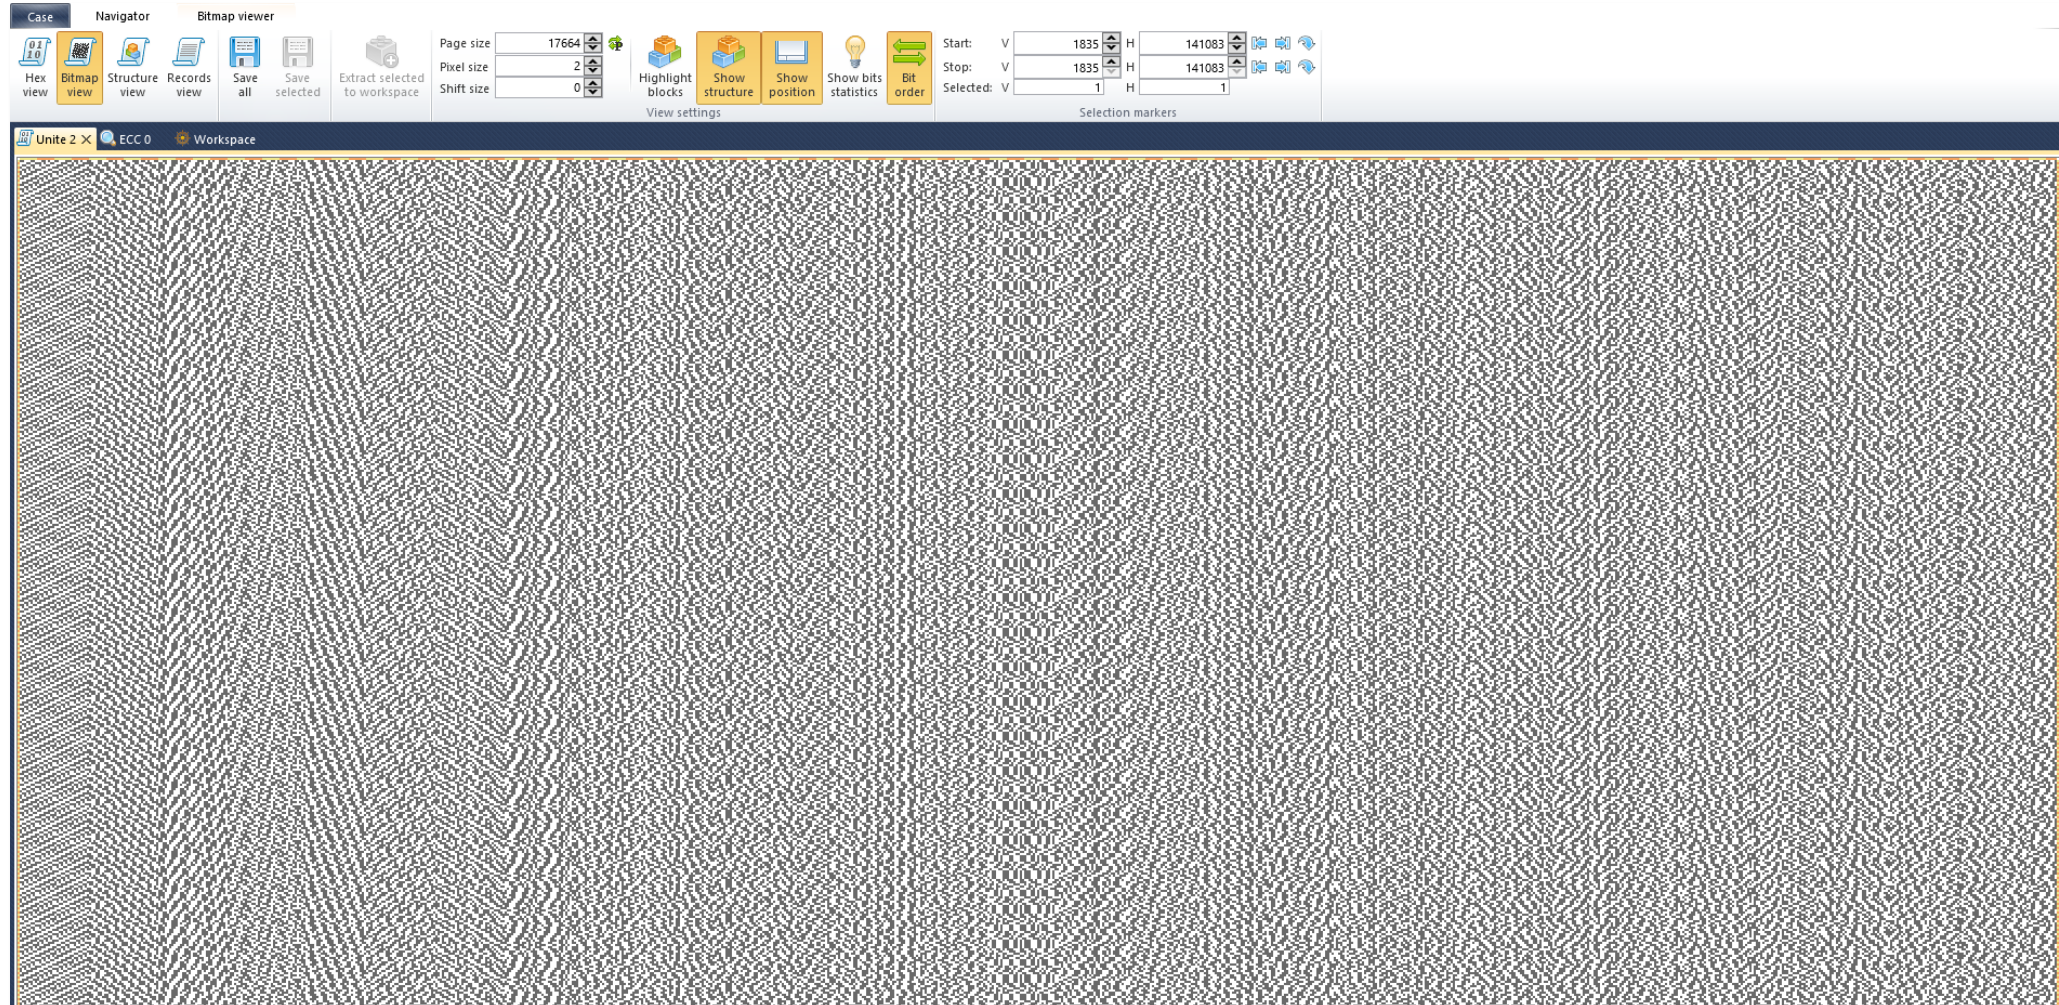 Case Navigator Bitmap viewer
Hex view
Bitmap view
Structure view
Records view
Save all
Save selected
Extract selected to workspace
Page size 17664
Pixel size 2
Shift size 0
Highlight blocks
Show structure
Show position
Show bits statistics
Bit order
View settings
Start: V 1835 H 141083
Stop: V 1835 H 141083
Selected: V 1 H 1
Selection markers
Unite 2 ECC 0 Workspace